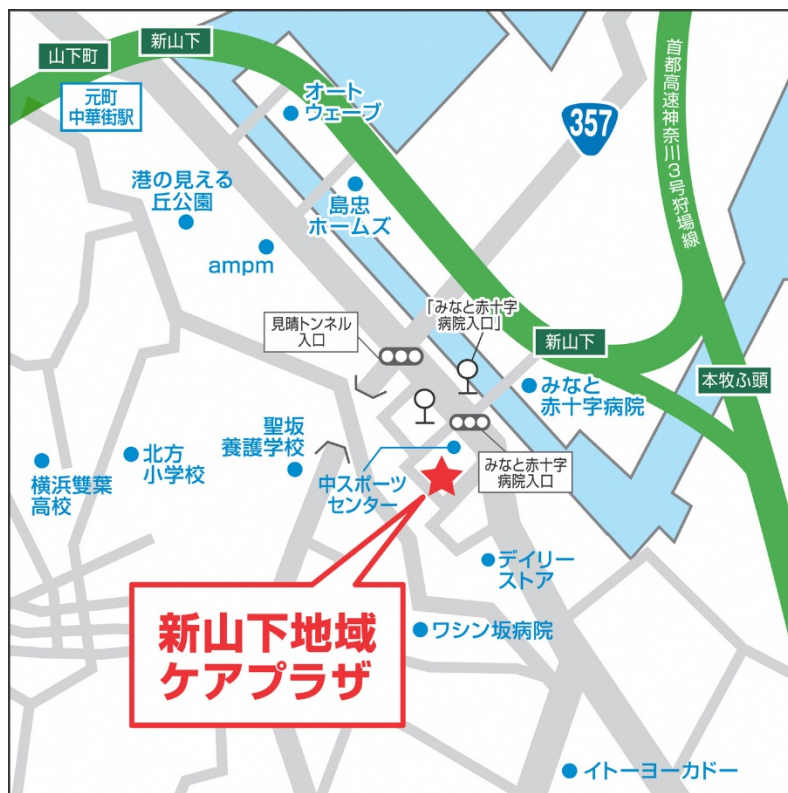 山下町
新山下
元町
中華街駅
オート
ウェーブ
357
首都高速神奈川3号狩場線
港の見える
丘公園
島忠
ホームズ
ampm
「みなと赤十字
病院入口」
見晴トンネル
入口
新山下
本牧ふ頭
みなと
赤十字病院
聖坂
養護学校
北方
小学校
横浜雙葉
高校
中スポーツ
センター
みなと赤十字
病院入口
デイリー
ストア
新山下地域
ケアプラザ
ワシン坂病院
イトーヨーカドー